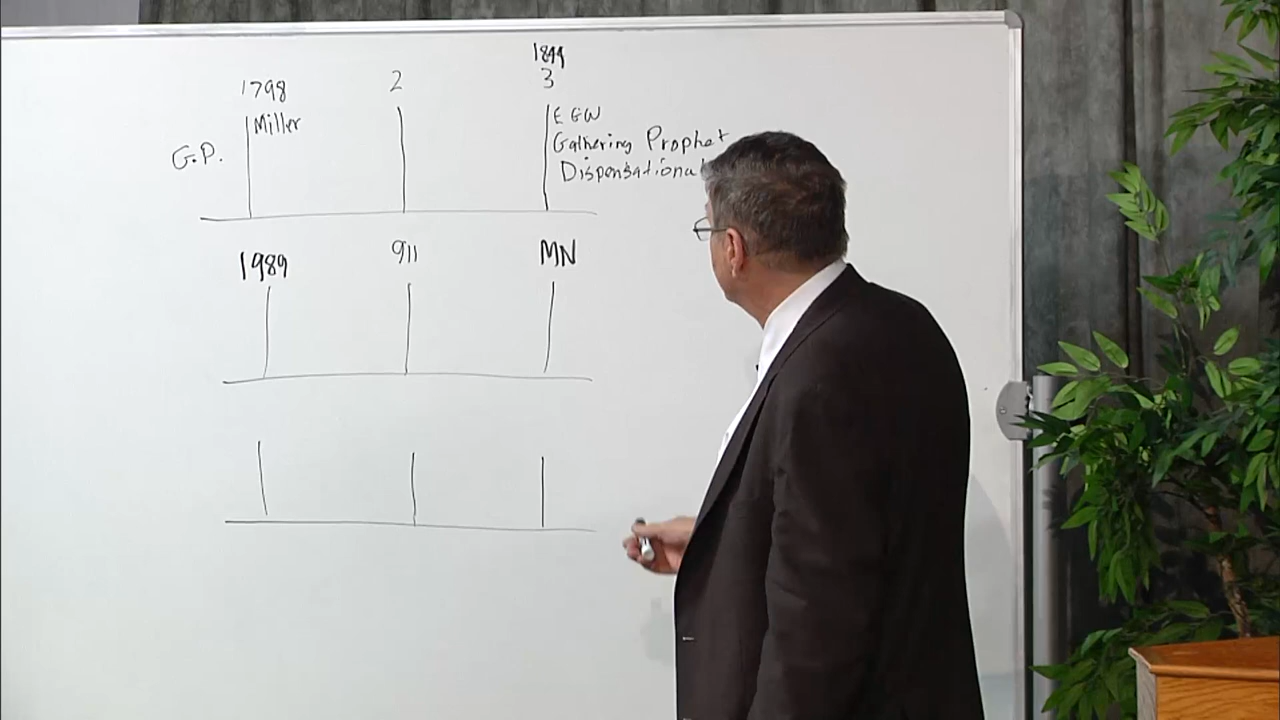 1844
1798 2 3
Miller EGW
G.P. Gathering Prophet
Dispensational
1989 911 MN